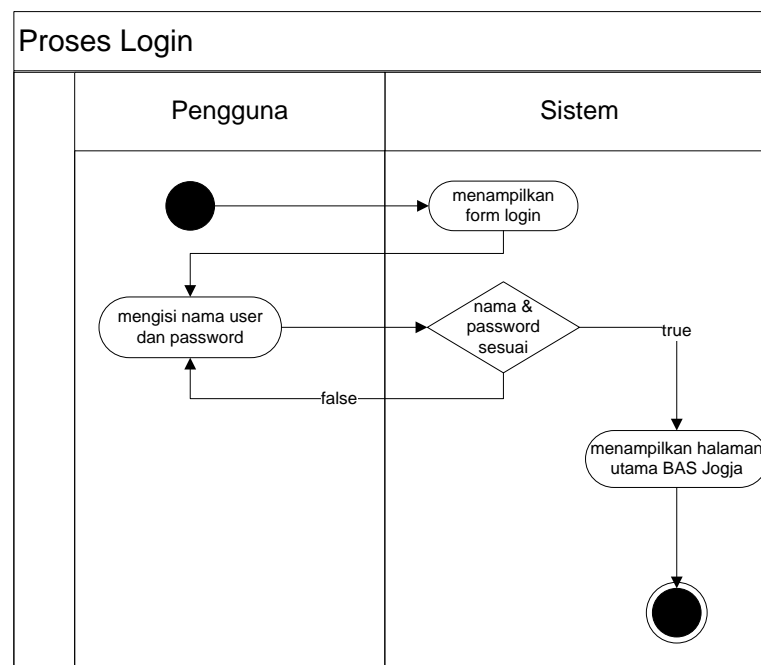 Proses Login
Pengguna
Sistem
menampilkan
form login
mengisi nama user
dan password
nama &
password
sesuai
true
false
menampilkan halaman
utama BAS Jogja